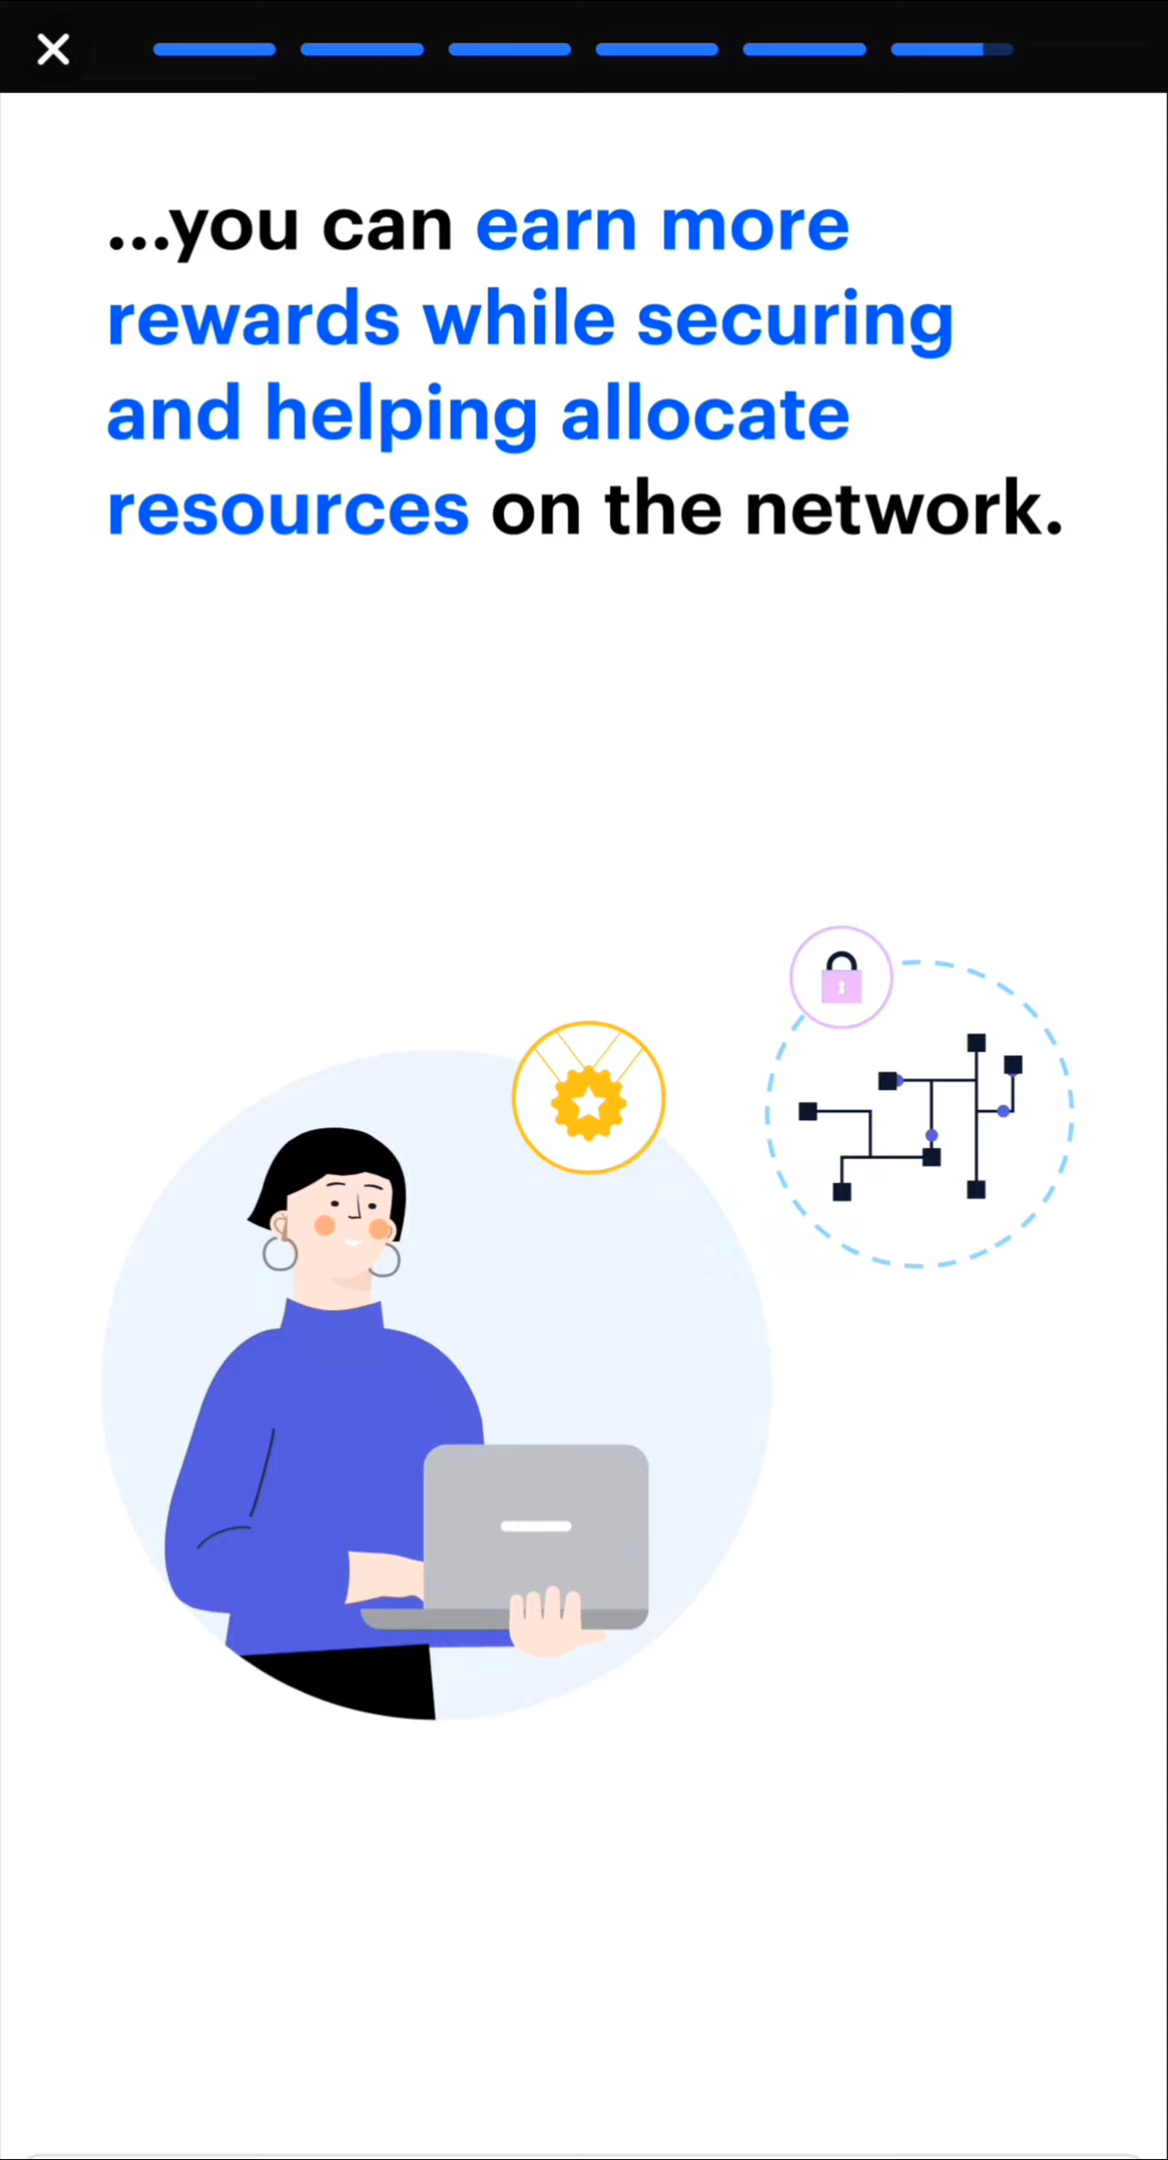 ...you can earn more
rewards while securing
and helping allocate
resources on the network.